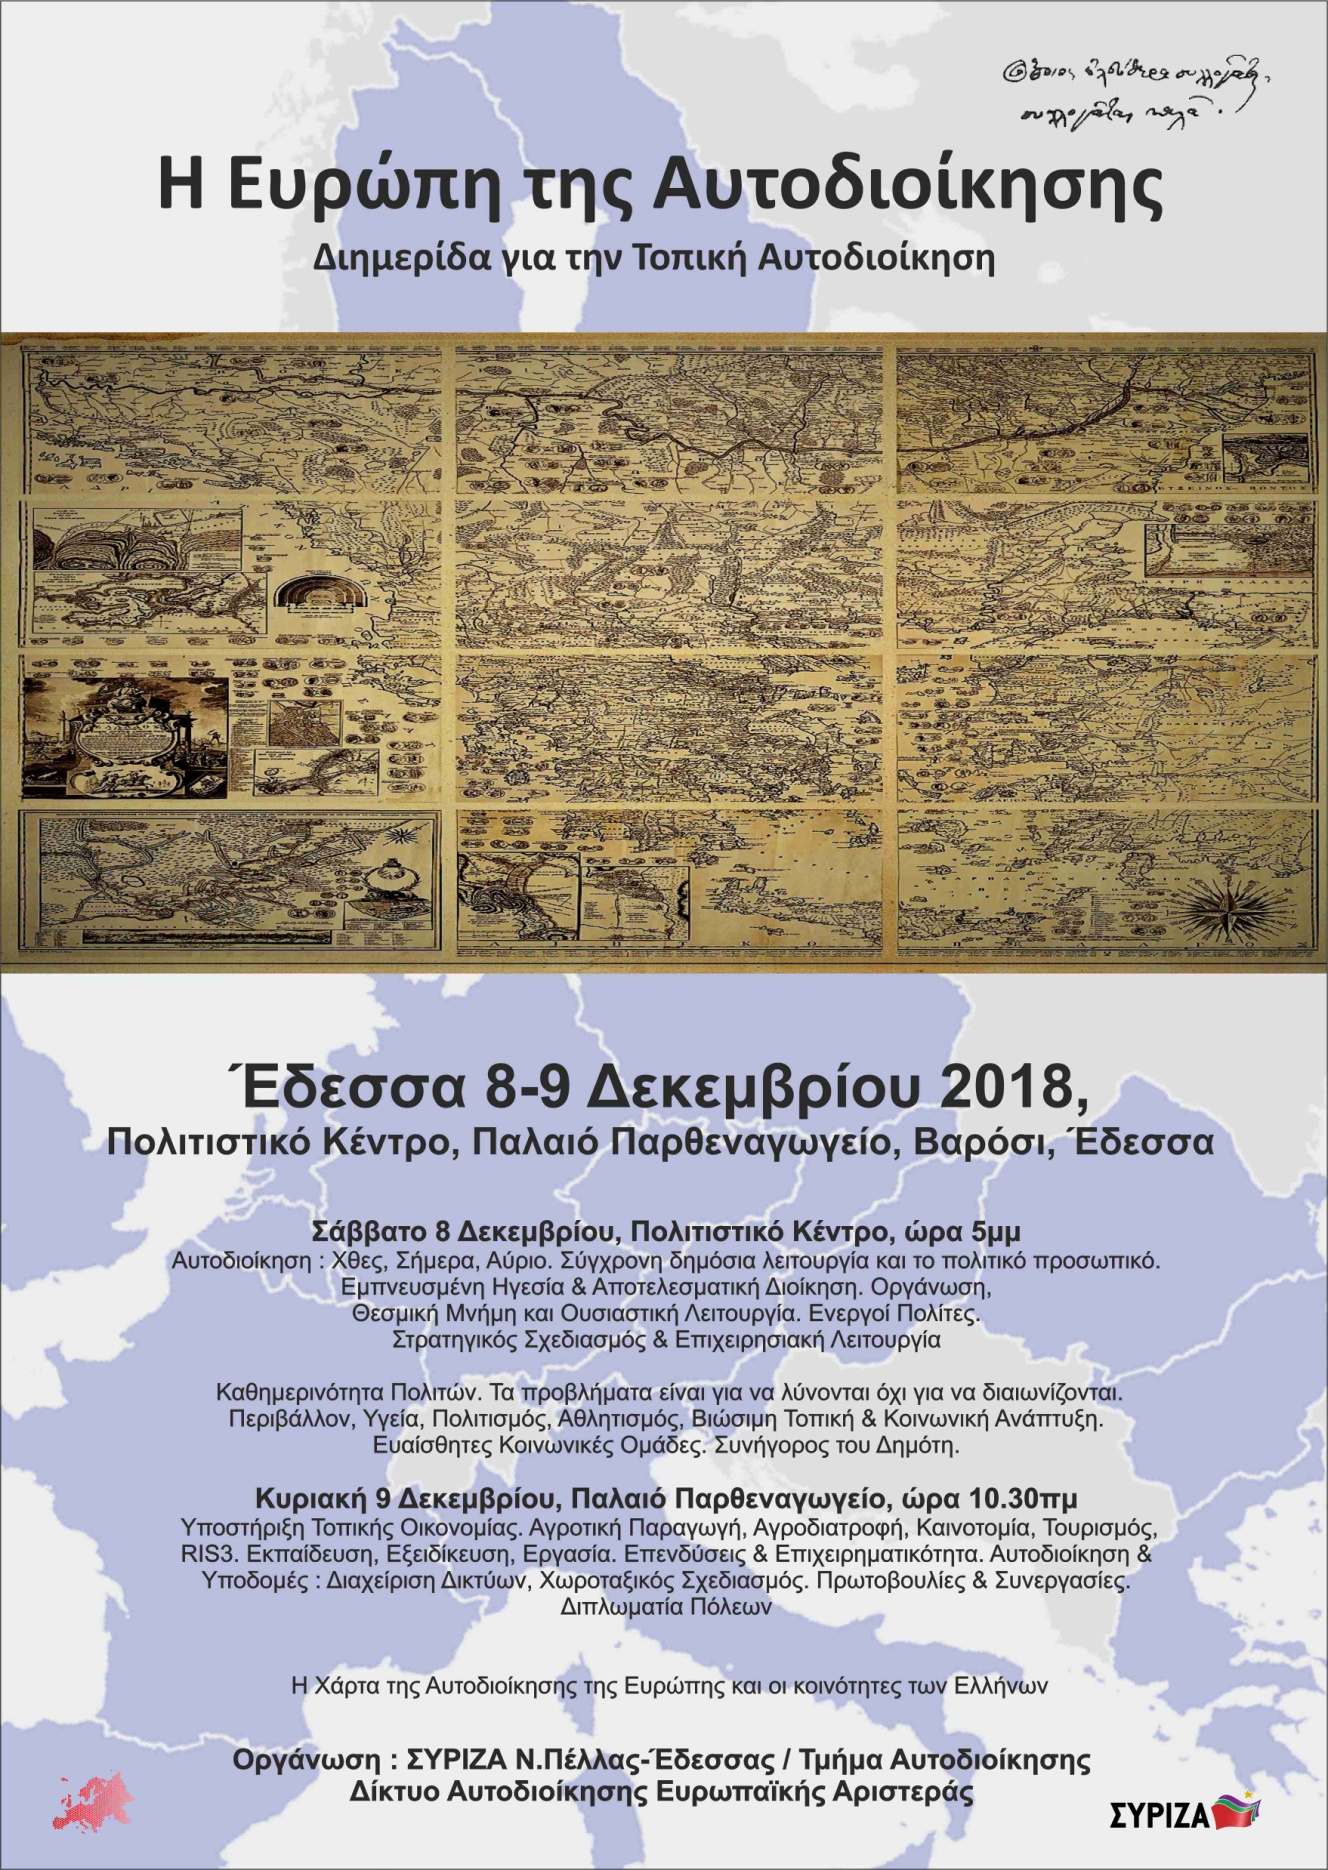 Όποιος ελεύθερα συλλογάται,
συλλογάται καλά.
Η Ευρώπη της Αυτοδιοίκησης
Διημερίδα για την Τοπική Αυτοδιοίκηση
Έδεσσα 8-9 Δεκεμβρίου 2018,
Πολιτιστικό Κέντρο, Παλαιό Παρθεναγωγείο, Βαρόσι, Έδεσσα
Σάββατο 8 Δεκεμβρίου, Πολιτιστικό Κέντρο, ώρα 5μμ
Αυτοδιοίκηση : Χθες, Σήμερα, Αύριο. Σύγχρονη δημόσια λειτουργία και το πολιτικό προσωπικό.
Εμπνευσμένη Ηγεσία & Αποτελεσματική Διοίκηση. Οργάνωση,
Θεσμική Μνήμη και Ουσιαστική Λειτουργία. Ενεργοί Πολίτες.
Στρατηγικός Σχεδιασμός & Επιχειρησιακή Λειτουργία
Καθημερινότητα Πολιτών. Τα προβλήματα είναι για να λύνονται όχι για να διαιωνίζονται.
Περιβάλλον, Υγεία, Πολιτισμός, Αθλητισμός, Βιώσιμη Τοπική & Κοινωνική Ανάπτυξη.
Ευαίσθητες Κοινωνικές Ομάδες. Συνήγορος του Δημότη.
Κυριακή 9 Δεκεμβρίου, Παλαιό Παρθεναγωγείο, ώρα 10.30πμ
Υποστήριξη Τοπικής Οικονομίας. Αγροτική Παραγωγή, Αγροδιατροφή, Καινοτομία, Τουρισμός,
RIS3. Εκπαίδευση, Εξειδίκευση, Εργασία. Επενδύσεις & Επιχειρηματικότητα. Αυτοδιοίκηση &
Υποδομές : Διαχείριση Δικτύων, Χωροταξικός Σχεδιασμός. Πρωτοβουλίες & Συνεργασίες.
Διπλωματία Πόλεων
Η Χάρτα της Αυτοδιοίκησης της Ευρώπης και οι κοινότητες των Ελλήνων
Οργάνωση : ΣΥΡΙΖΑ Ν.Πέλλας-Έδεσσας / Τμήμα Αυτοδιοίκησης
Δίκτυο Αυτοδιοίκησης Ευρωπαϊκής Αριστεράς
ΣΥΡΙΖΑ